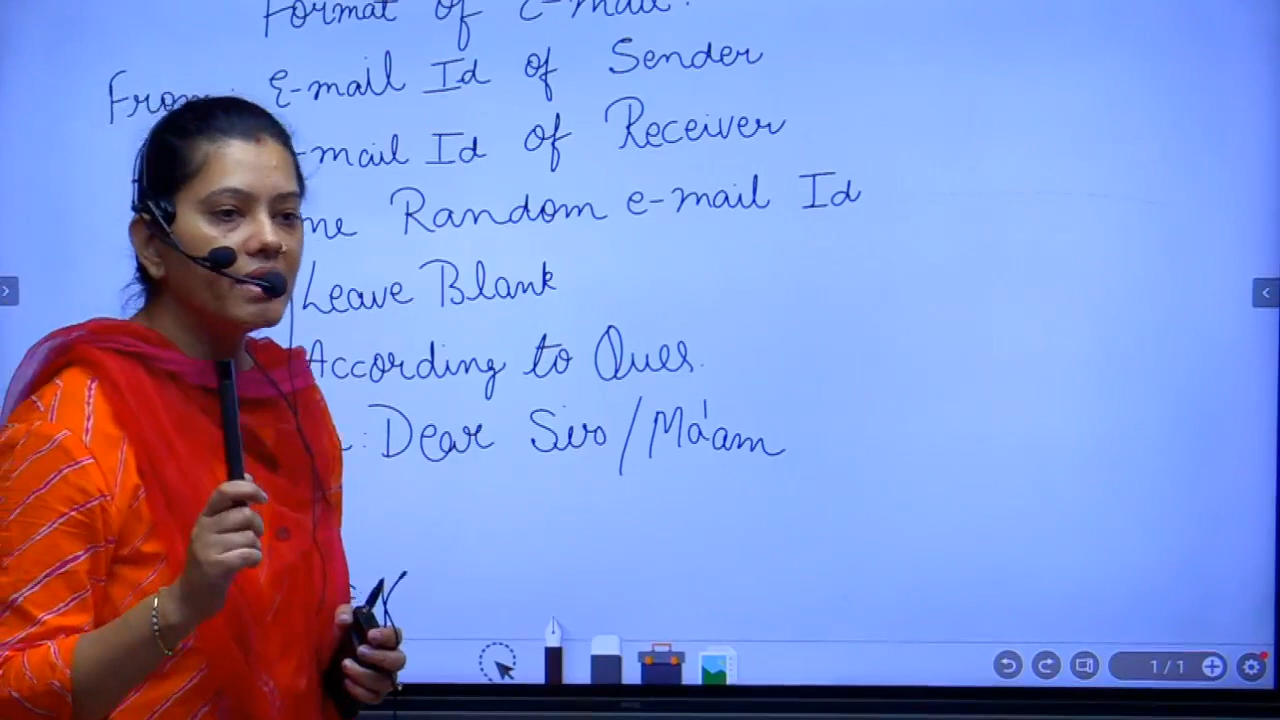 Format of E-Mail:
From: E-mail Id of Sender
-mail Id of Receiver
me Random e-mail Id
Leave Blank
According to Ques.
: Dear Sir/Ma'am
1/1